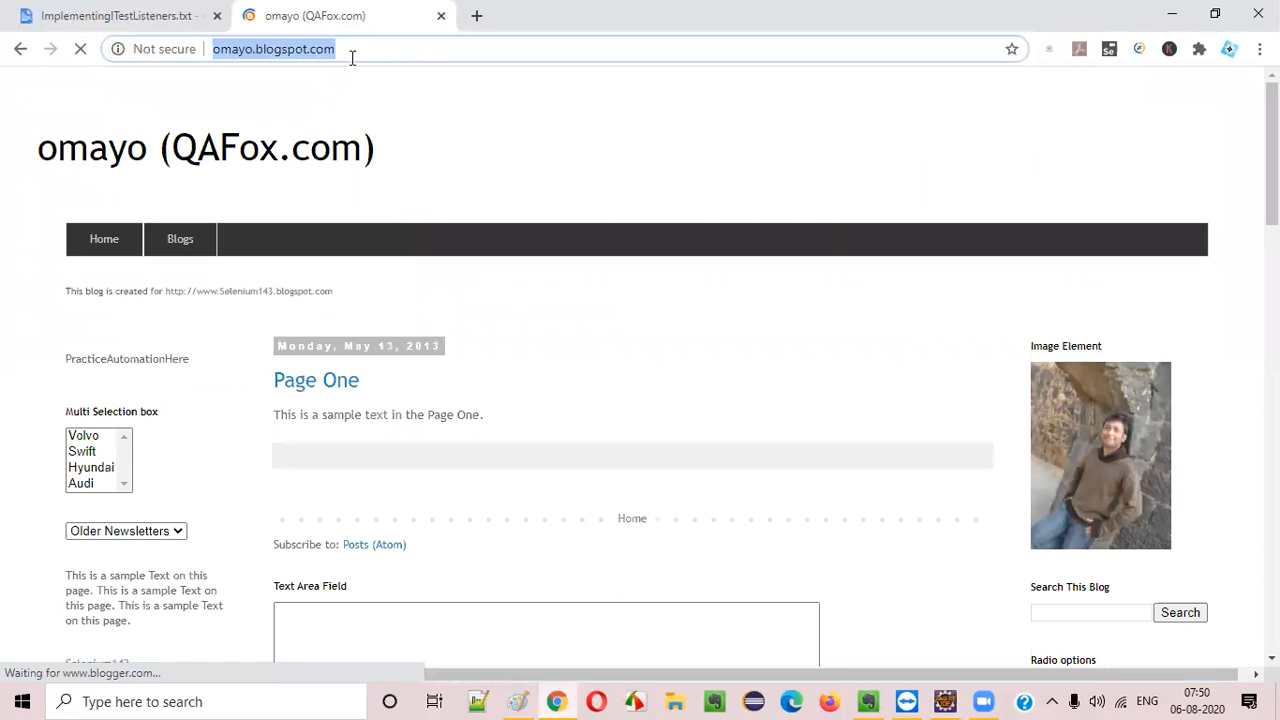 ImplementingITestListeners.txt -
omayo (QAFox.com)
Not secure
omayo.blogspot.com
omayo (QAFox.com)
Home
Blogs
This blog is created for http://www.Selenium143.blogspot.com
PracticeAutomationHere
Multi Selection box
Volvo
Swift
Hyundai
Audi
Older Newsletters
This is a sample Text on this
page. This is a sample Text on
this page. This is a sample Text
on this page.
Selenium143
Monday, May 13, 2013
Page One
This is a sample text in the Page One.
Home
Subscribe to: Posts (Atom)
Text Area Field
Image Element
Search This Blog
Search
Radio options
Waiting for www.blogger.com...
Type here to search
ENG
07:50
06-08-2020